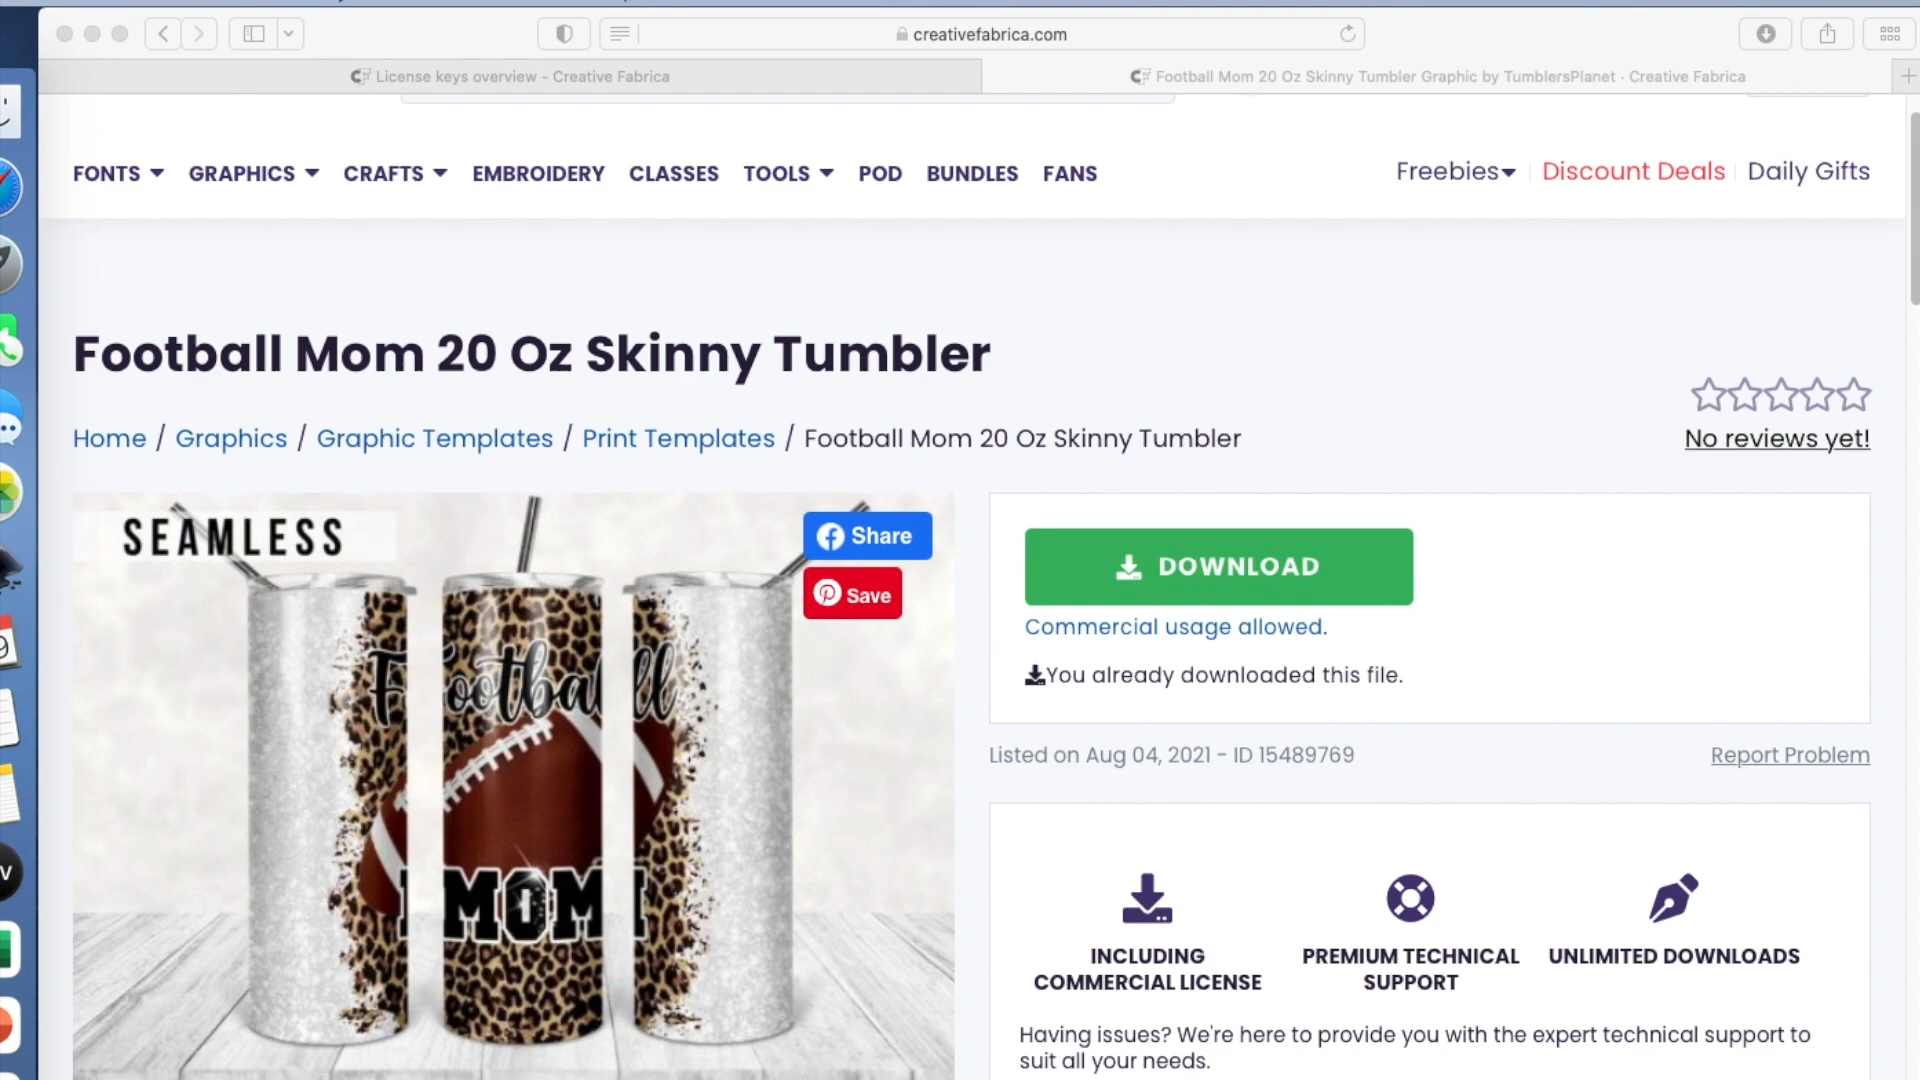 creativefabrica.com
License keys overview - Creative Fabrica
Football Mom 20 Oz Skinny Tumbler Graphic by TumblersPlanet · Creative Fabrica
FONTS GRAPHICS CRAFTS EMBROIDERY CLASSES TOOLS POD BUNDLES FANS
Freebies Discount Deals Daily Gifts
Football Mom 20 Oz Skinny Tumbler
Home / Graphics / Graphic Templates / Print Templates / Football Mom 20 Oz Skinny Tumbler
No reviews yet!
SEAMLESS
Share
Save
Football
MOM
DOWNLOAD
Commercial usage allowed.
You already downloaded this file.
Listed on Aug 04, 2021 - ID 15489769
Report Problem
INCLUDING
COMMERCIAL LICENSE
PREMIUM TECHNICAL
SUPPORT
UNLIMITED DOWNLOADS
Having issues? We're here to provide you with the expert technical support to
suit all your needs.